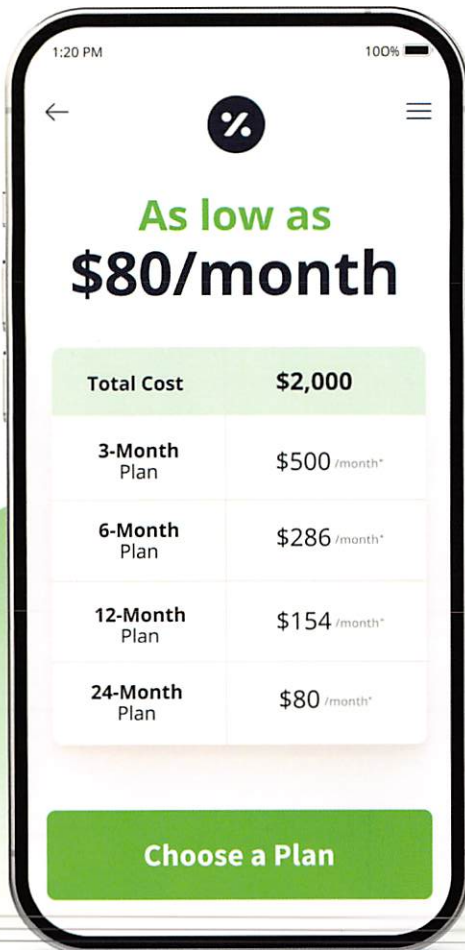 1:20 PM 100%
As low as
$80/month
Total Cost $2,000
3-Month
Plan
$500 /month*
6-Month
Plan
$286 /month*
12-Month
Plan
$154 /month*
24-Month
Plan
$80 /month*
Choose a Plan